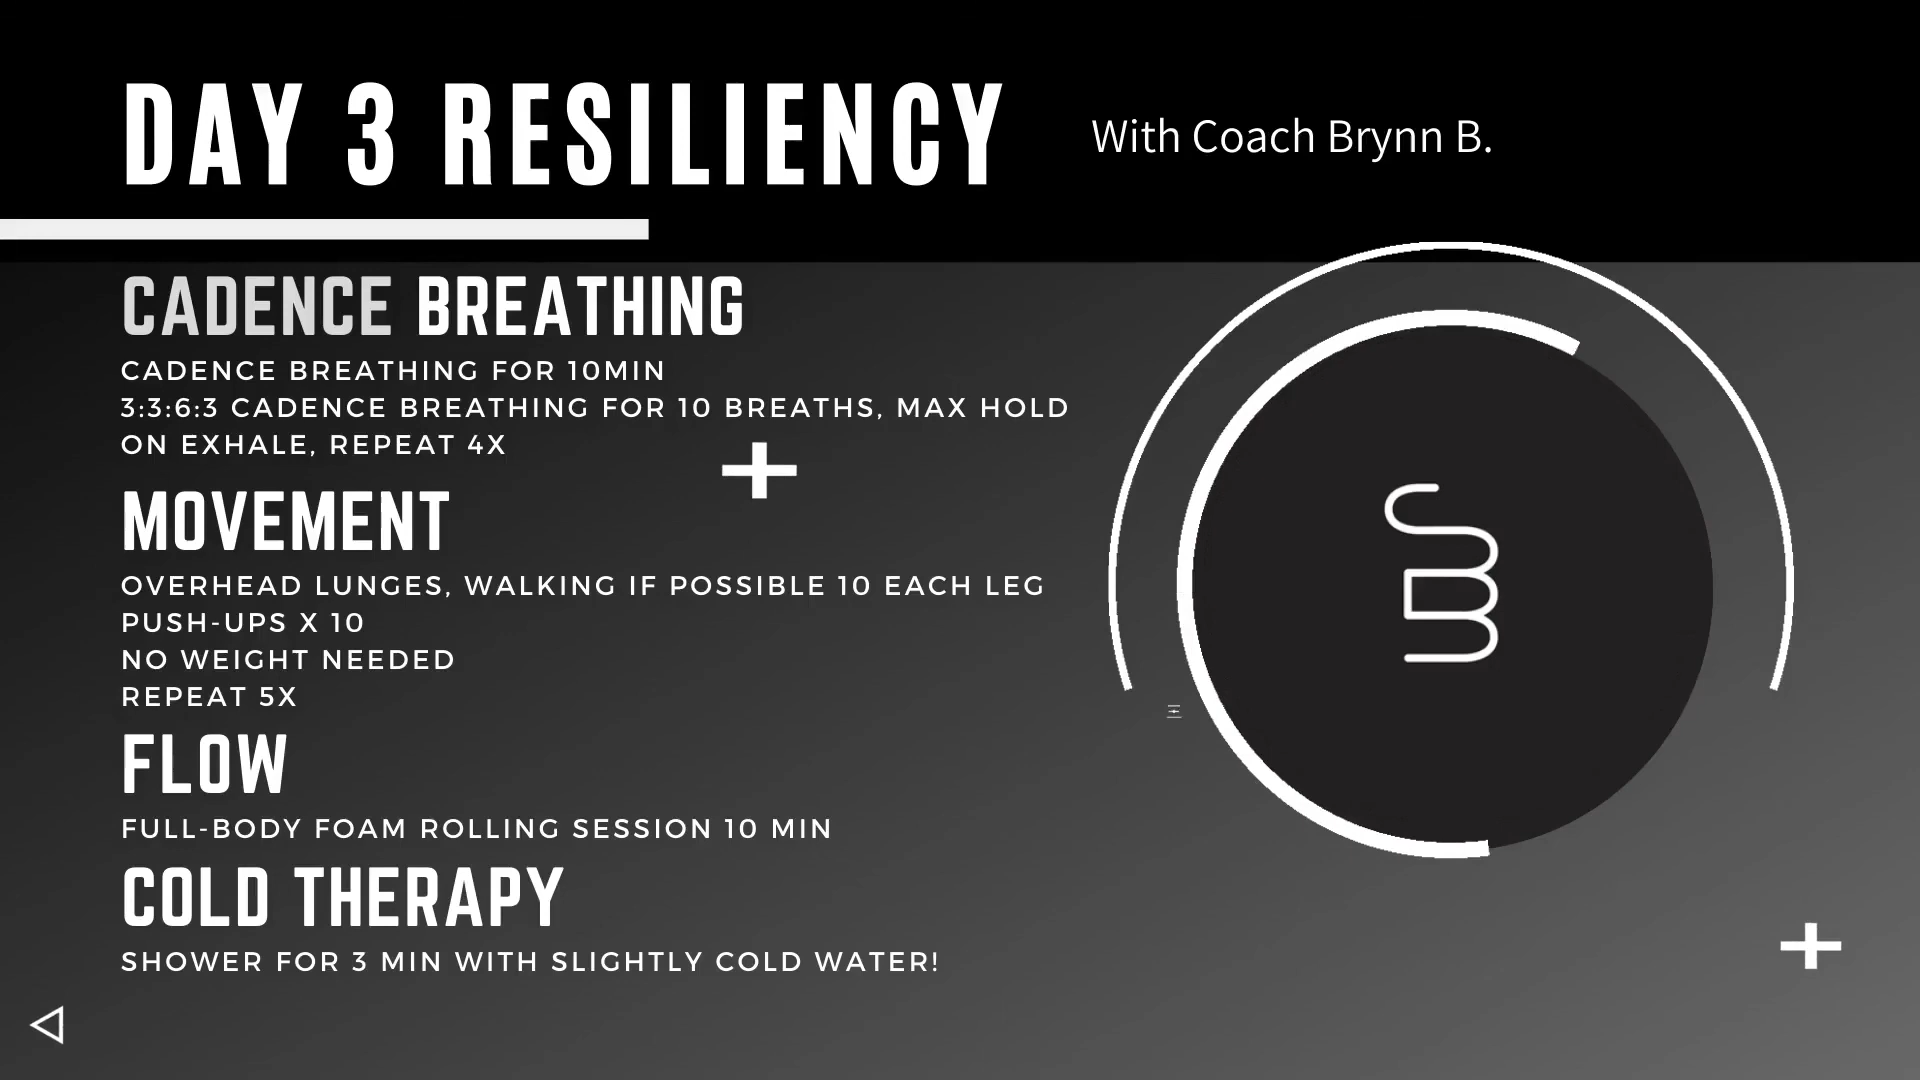 DAY 3 RESILIENCY
With Coach Brynn B.
CADENCE BREATHING
CADENCE BREATHING FOR 10MIN
3:3:6:3 CADENCE BREATHING FOR 10 BREATHS, MAX HOLD
ON EXHALE, REPEAT 4X
MOVEMENT
OVERHEAD LUNGES, WALKING IF POSSIBLE 10 EACH LEG
PUSH-UPS X 10
NO WEIGHT NEEDED
REPEAT 5X
FLOW
FULL-BODY FOAM ROLLING SESSION 10 MIN
COLD THERAPY
SHOWER FOR 3 MIN WITH SLIGHTLY COLD WATER!